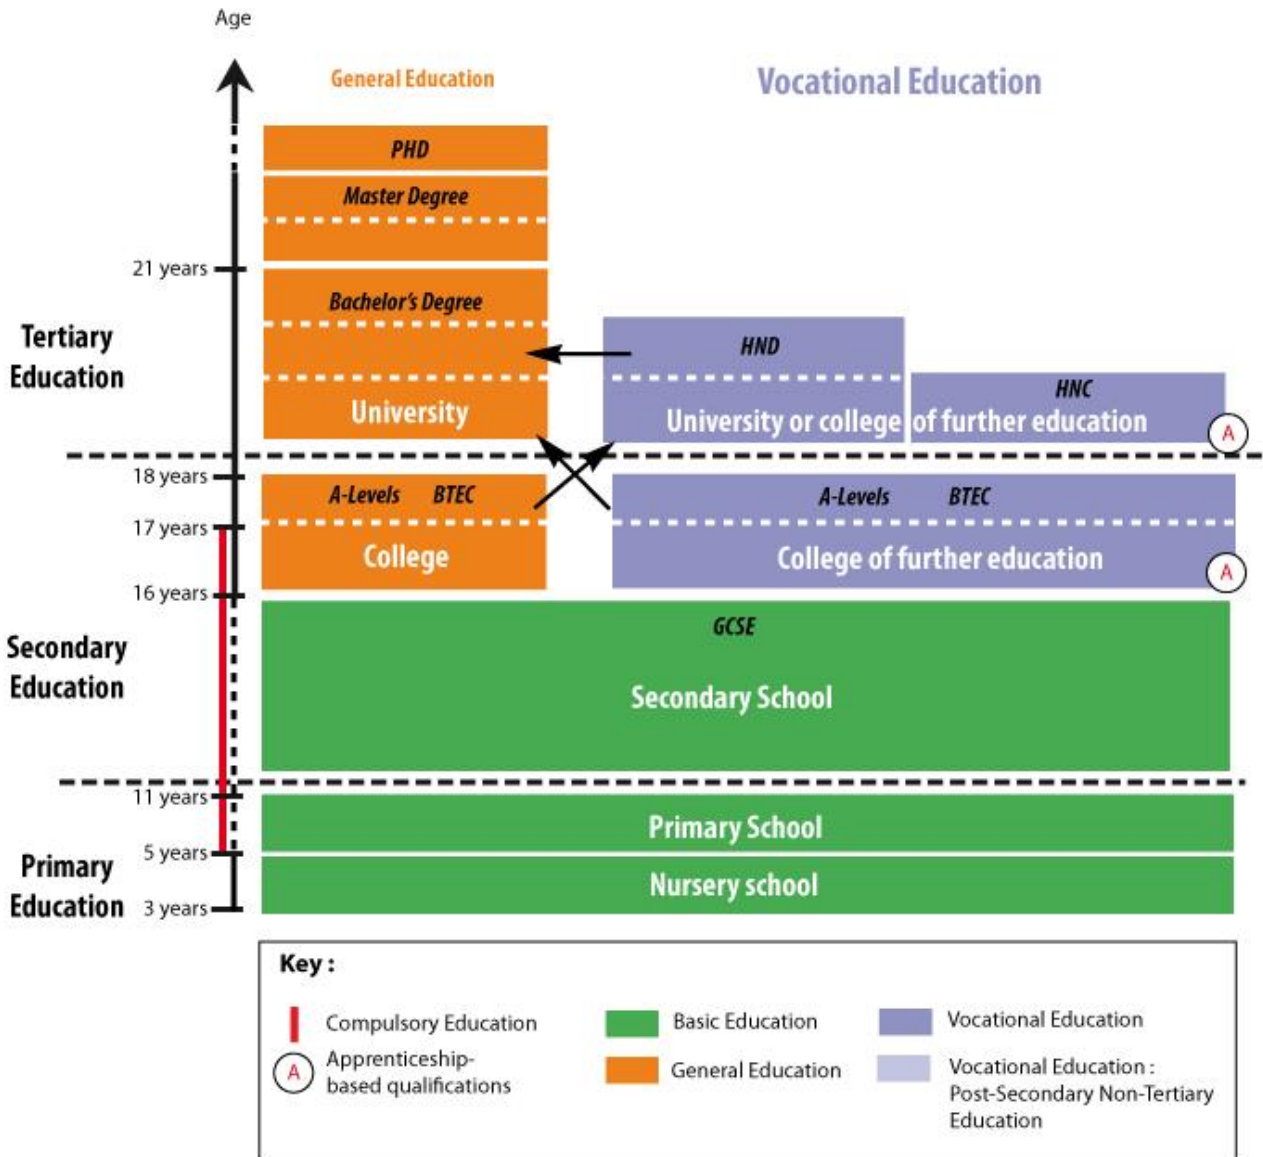 Age
General Education
Vocational Education
PHD
Master Degree
21 years
Bachelor's Degree
Tertiary
Education
HND
HNC
University
University or college of further education
A
18 years
A-Levels BTEC
A-Levels BTEC
17 years
College
College of further education
A
16 years
GCSE
Secondary
Education
Secondary School
11 years
Primary School
5 years
Primary
Education
Nursery school
3 years
Key :
Compulsory Education
Basic Education
Vocational Education
A
Apprenticeship-
based qualifications
General Education
Vocational Education :
Post-Secondary Non-Tertiary
Education